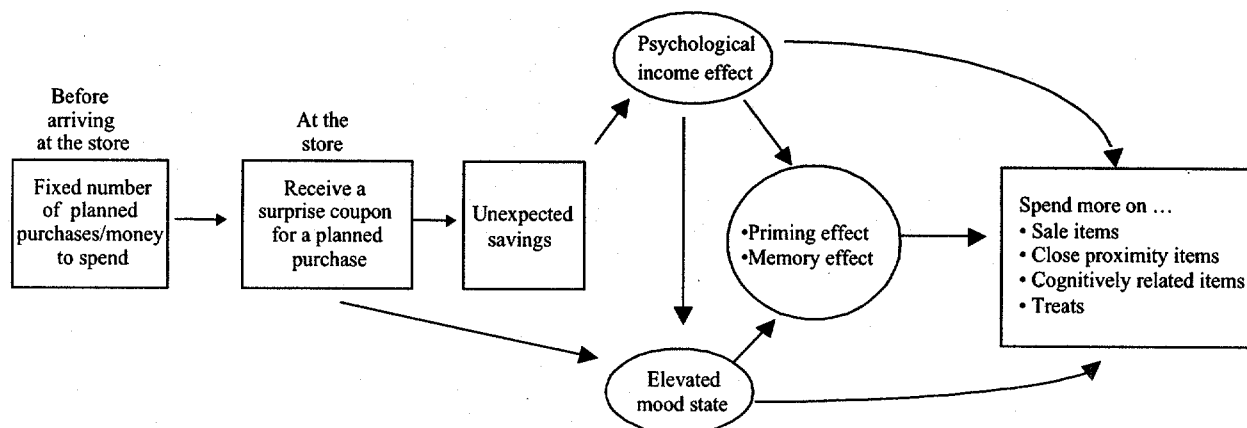 Before
arriving
at the store
Fixed number
of planned
purchases/money
to spend
At the
store
Receive a
surprise coupon
for a planned
purchase
Unexpected
savings
Psychological
income effect
•Priming effect
•Memory effect
Elevated
mood state
Spend more on ...
• Sale items
• Close proximity items
• Cognitively related items
• Treats